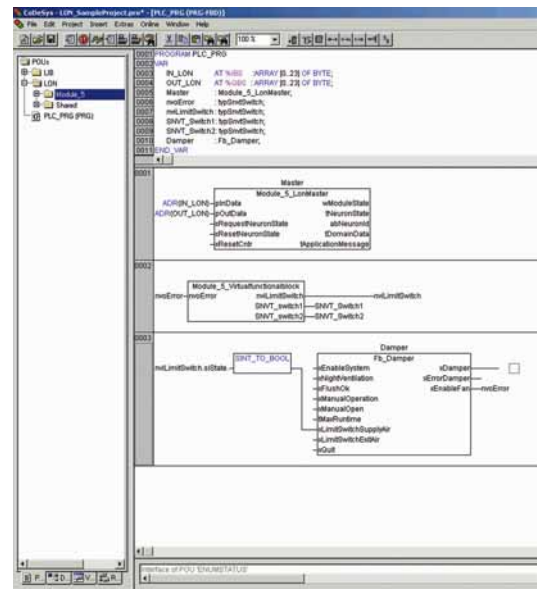 CoDeSys - LON_SampleProject.pro* - [PLC_PRG (PRG-FBD)]
File Edit Project Insert Extras Online Window Help
100 %
POUs
LIB
LON
Module_5
Shared
PLC_PRG (PRG)
0001 PROGRAM PLC_PRG
0002 VAR
0003 IN_LON AT %IB0 :ARRAY [0..23] OF BYTE;
0004 OUT_LON AT %QB0 :ARRAY [0..23] OF BYTE;
0005 Master : Module_5_LonMaster;
0006 nvoError : typSnvtSwitch;
0007 nviLimitSwitch : typSnvtSwitch;
0008 SNVT_Switch1: typSnvtSwitch;
0009 SNVT_Switch2: typSnvtSwitch;
0010 Damper : Fb_Damper;
0011 END_VAR
0001
Master
Module_5_LonMaster
ADR(IN_LON) pInData wModuleState
ADR(OUT_LON) pOutData tNeuronState
xRequestNeuronState abNeuronId
xResetNeuronState tDomainData
xResetCntr tApplicationMessage
0002
Module_5_Virtualfunctionalblock
nvoError nvoError nviLimitSwitch nviLimitSwitch
SNVT_switch1 SNVT_Switch1
SNVT_switch2 SNVT_Switch2
0003
Damper
SINT_TO_BOOL Fb_Damper
nviLimitSwitch.siState xEnableSystem xDamper
xNightVentilation xErrorDamper
xFlushOk xEnableFan nvoError
xManualOperation
xManualOpen
tMaxRuntime
xLimitSwitchSupplyAir
xLimitSwitchExitAir
xQuit
Interface of POU 'ENUMSTATUS'
P... D... V... R...